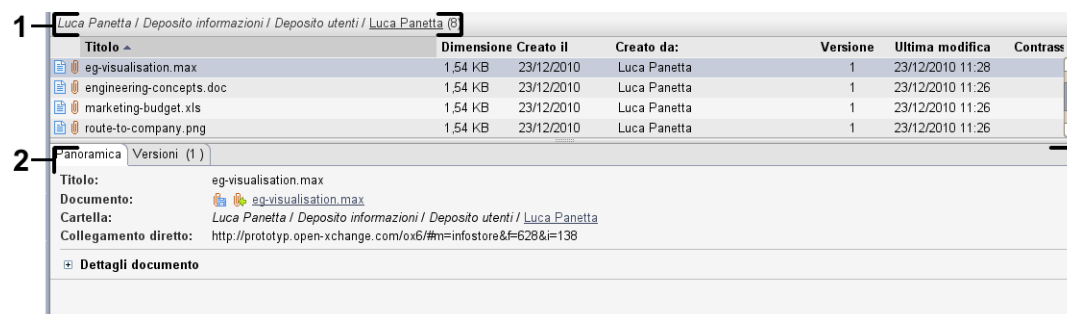 1
Luca Panetta / Deposito informazioni / Deposito utenti / Luca Panetta (8)
Titolo Dimensione Creato il Creato da: Versione Ultima modifica Contrass
eg-visualisation.max 1,54 KB 23/12/2010 Luca Panetta 1 23/12/2010 11:28
engineering-concepts.doc 1,54 KB 23/12/2010 Luca Panetta 1 23/12/2010 11:26
marketing-budget.xls 1,54 KB 23/12/2010 Luca Panetta 1 23/12/2010 11:26
route-to-company.png 1,54 KB 23/12/2010 Luca Panetta 1 23/12/2010 11:26
2
Panoramica Versioni (1 )
Titolo: eg-visualisation.max
Documento: eg-visualisation.max
Cartella: Luca Panetta / Deposito informazioni / Deposito utenti / Luca Panetta
Collegamento diretto: http://prototyp.open-xchange.com/ox6/#m=infostore&f=628&i=138
Dettagli documento